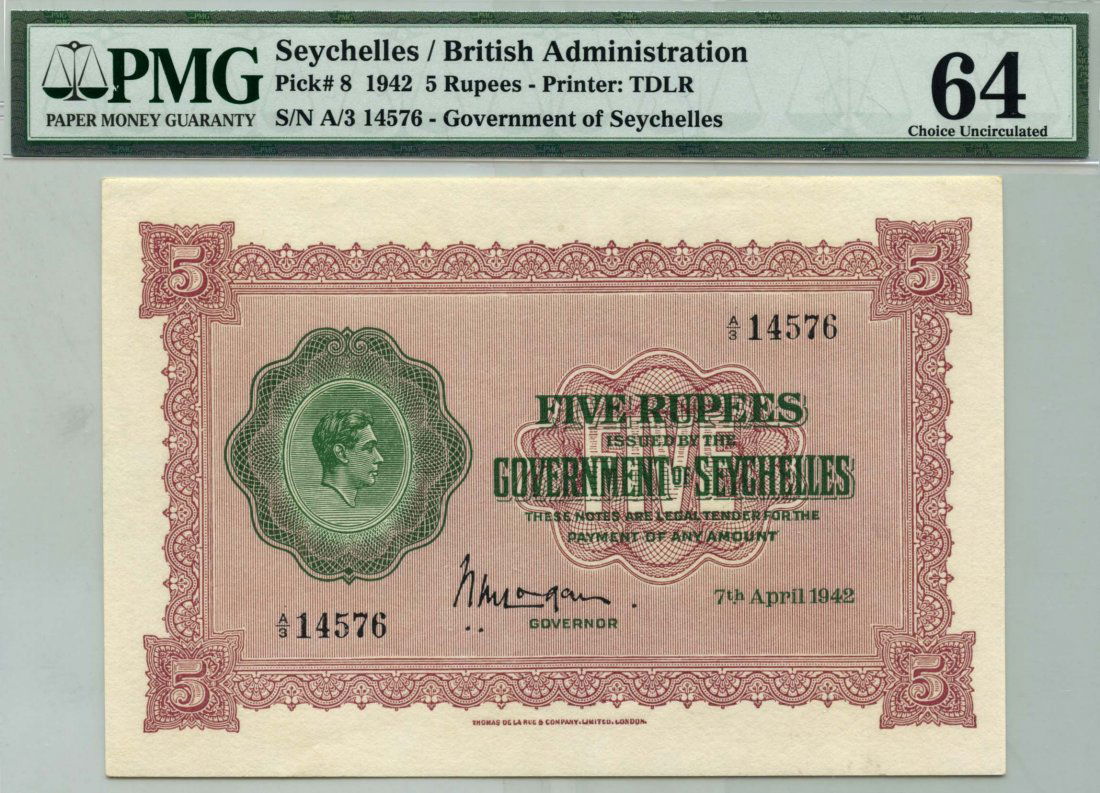 PMG
PAPER MONEY GUARANTY
Seychelles / British Administration
Pick# 8 1942 5 Rupees - Printer: TDLR
S/N A/3 14576 - Government of Seychelles
64
Choice Uncirculated
5
5
A/3 14576
FIVE RUPEES
ISSUED BY THE
GOVERNMENT OF SEYCHELLES
FIVE
THESE NOTES ARE LEGAL TENDER FOR THE
PAYMENT OF ANY AMOUNT
7th April 1942
GOVERNOR
A/3 14576
5
5
THOMAS DE LA RUE & COMPANY, LIMITED, LONDON.